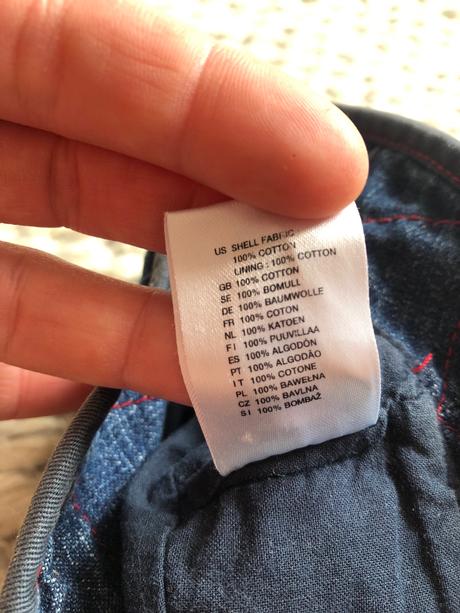 US SHELL FABRIC
100% COTTON
LINING : 100% COTTON
GB 100% COTTON
SE 100% BOMULL
DE 100% BAUMWOLLE
FR 100% COTON
NL 100% KATOEN
FI 100% PUUVILLAA
ES 100% ALGODÓN
PT 100% ALGODÃO
IT 100% COTONE
PL 100% BAWEŁNA
CZ 100% BAVLNA
SI 100% BOMBAŽ